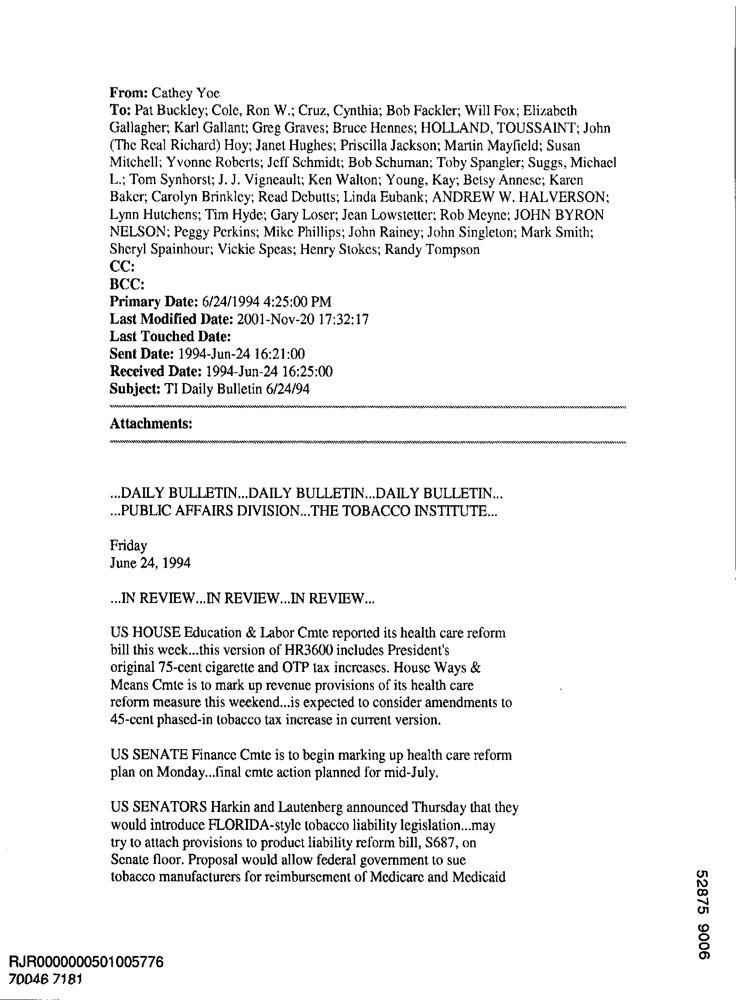 From: Cathey Yoe
To: Pat Buckley; Cole, Ron W.; Cruz, Cynthia; Bob Fackler; Will Fox; Elizabeth
Gallagher; Karl Gallant; Greg Graves; Bruce Hennes; HOLLAND, TOUSSAINT; John
(The Real Richard) Hoy; Janet Hughes; Priscilla Jackson; Martin Mayfield; Susan
Mitchell; Yvonne Roberts; Jeff Schmidt; Bob Schuman; Toby Spangler; Suggs, Michael
L.; Tom Synhorst; J. J. Vigneault; Ken Walton; Young, Kay; Betsy Annese; Karen
Baker; Carolyn Brinkley; Read Debutts; Linda Eubank; ANDREW W. HALVERSON;
Lynn Hutchens; Tim Hyde; Gary Loser; Jean Lowstetter; Rob Meyne; JOHN BYRON
NELSON; Peggy Perkins; Mike Phillips; John Rainey; John Singleton; Mark Smith;
Sheryl Spainhour; Vickie Speas; Henry Stokes; Randy Tompson
CC:
BCC:
Primary Date: 6/24/1994 4:25:00 PM
Last Modified Date: 2001-Nov-20 17:32:17
Last Touched Date:
Sent Date: 1994-Jun-24 16:21:00
Received Date: 1994-Jun-24 16:25:00
Subject: TI Daily Bulletin 6/24/94
Attachments:
...DAILY BULLETIN...DAILY BULLETIN...DAILY BULLETIN...
...PUBLIC AFFAIRS DIVISION...THE TOBACCO INSTITUTE...
Friday
June 24, 1994
...IN REVIEW...IN REVIEW...IN REVIEW...
US HOUSE Education & Labor Cmte reported its health care reform
bill this week...this version of HR3600 includes President's
original 75-cent cigarette and OTP tax increases. House Ways &
Means Cmte is to mark up revenue provisions of its health care
reform measure this weekend...is expected to consider amendments to
45-cent phased-in tobacco tax increase in current version.
US SENATE Finance Cmte is to begin marking up health care reform
plan on Monday...final cmte action planned for mid-July.
US SENATORS Harkin and Lautenberg announced Thursday that they
would introduce FLORIDA-style tobacco liability legislation...may
try to attach provisions to product liability reform bill, S687, on
Senate floor. Proposal would allow federal government to sue
tobacco manufacturers for reimbursement of Medicare and Medicaid
52875 9006
RJR0000000501005776
70046 7181